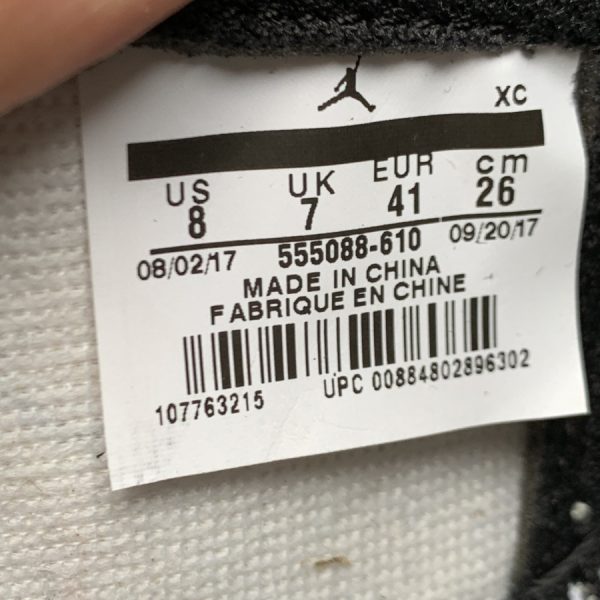 XC
US UK EUR cm
8 7 41 26
08/02/17 555088-610 09/20/17
MADE IN CHINA
FABRIQUE EN CHINE
107763215 UPC 00884802896302